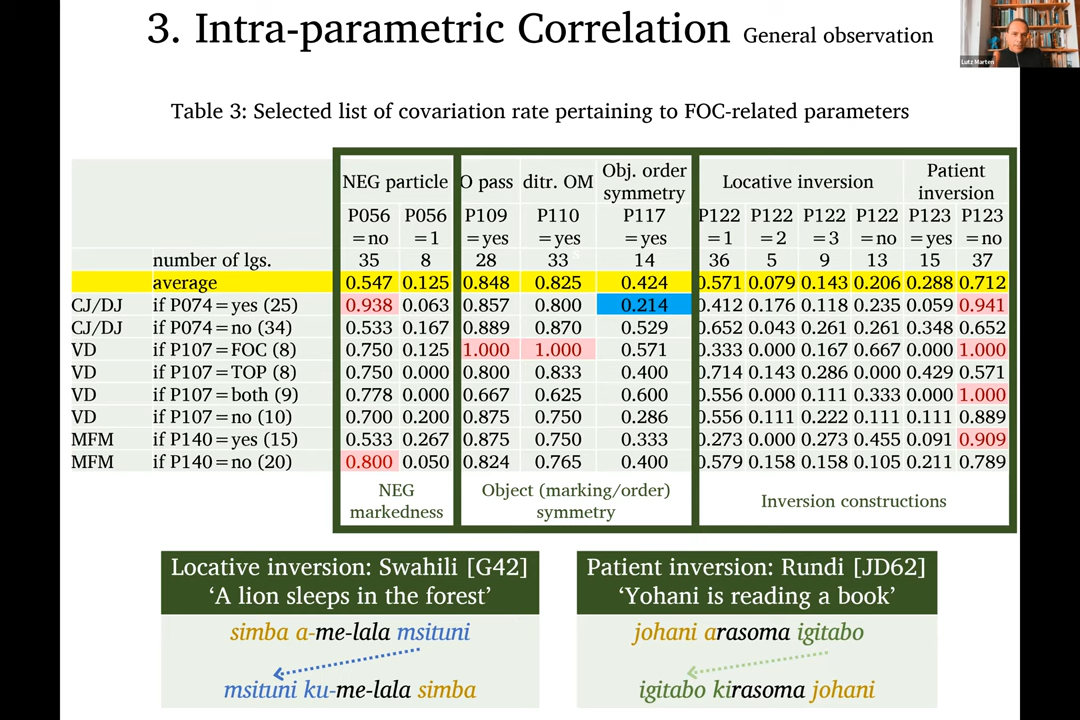 3. Intra-parametric Correlation General observation
Lutz Marten
Table 3: Selected list of covariation rate pertaining to FOC-related parameters
NEG particle O pass ditr. OM Obj. order symmetry Locative inversion Patient inversion
P056 P056 P109 P110 P117 P122 P122 P122 P122 P123 P123
=no =1 =yes =yes =yes =1 =2 =3 =no =yes =no
number of lgs. 35 8 28 33 14 36 5 9 13 15 37
average 0.547 0.125 0.848 0.825 0.424 0.571 0.079 0.143 0.206 0.288 0.712
CJ/DJ if P074=yes (25) 0.938 0.063 0.857 0.800 0.214 0.412 0.176 0.118 0.235 0.059 0.941
CJ/DJ if P074=no (34) 0.533 0.167 0.889 0.870 0.529 0.652 0.043 0.261 0.261 0.348 0.652
VD if P107=FOC (8) 0.750 0.125 1.000 1.000 0.571 0.333 0.000 0.167 0.667 0.000 1.000
VD if P107=TOP (8) 0.750 0.000 0.800 0.833 0.400 0.714 0.143 0.286 0.000 0.429 0.571
VD if P107=both (9) 0.778 0.000 0.667 0.625 0.600 0.556 0.000 0.111 0.333 0.000 1.000
VD if P107=no (10) 0.700 0.200 0.875 0.750 0.286 0.556 0.111 0.222 0.111 0.111 0.889
MFM if P140=yes (15) 0.533 0.267 0.875 0.750 0.333 0.273 0.000 0.273 0.455 0.091 0.909
MFM if P140=no (20) 0.800 0.050 0.824 0.765 0.400 0.579 0.158 0.158 0.105 0.211 0.789
NEG markedness
Object (marking/order) symmetry
Inversion constructions
Locative inversion: Swahili [G42]
‘A lion sleeps in the forest’
simba a-me-lala msituni
msituni ku-me-lala simba
Patient inversion: Rundi [JD62]
‘Yohani is reading a book’
johani arasoma igitabo
igitabo kirasoma johani